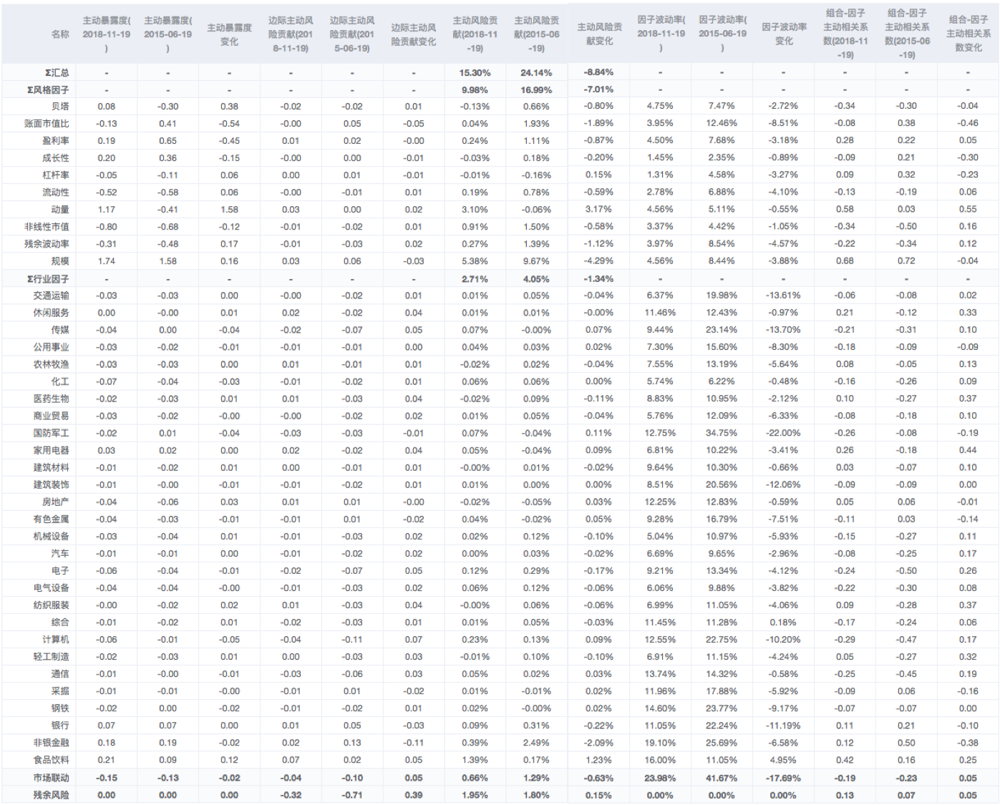 名称 主动暴露度(2018-11-19) 主动暴露度(2015-06-19) 主动暴露度变化 边际主动风险贡献(2018-11-19) 边际主动风险贡献(2015-06-19) 边际主动风险贡献变化 主动风险贡献(2018-11-19) 主动风险贡献(2015-06-19) 主动风险贡献变化 因子波动率(2018-11-19) 因子波动率(2015-06-19) 因子波动率变化 组合-因子主动相关系数(2018-11-19) 组合-因子主动相关系数(2015-06-19) 组合-因子主动相关系数变化
Σ汇总 - - - - - - 15.30% 24.14% -8.84% - - - - - -
Σ风格因子 - - - - - - 9.98% 16.99% -7.01% - - - - - -
贝塔 0.08 -0.30 0.38 -0.02 -0.02 0.01 -0.13% 0.66% -0.80% 4.75% 7.47% -2.72% -0.34 -0.30 -0.04
账面市值比 -0.13 0.41 -0.54 -0.00 0.05 -0.05 0.04% 1.93% -1.89% 3.95% 12.46% -8.51% -0.08 0.38 -0.46
盈利率 0.19 0.65 -0.45 0.01 0.02 -0.00 0.24% 1.11% -0.87% 4.50% 7.68% -3.18% 0.28 0.22 0.05
成长性 0.20 0.36 -0.15 -0.00 0.00 -0.01 -0.03% 0.18% -0.20% 1.45% 2.35% -0.89% -0.09 0.21 -0.30
杠杆率 -0.05 -0.11 0.06 0.00 0.01 -0.01 -0.01% -0.16% 0.15% 1.31% 4.58% -3.27% 0.09 0.32 -0.23
流动性 -0.52 -0.58 0.06 -0.00 -0.01 0.01 0.19% 0.78% -0.59% 2.78% 6.88% -4.10% -0.13 -0.19 0.06
动量 1.17 -0.41 1.58 0.03 0.00 0.02 3.10% -0.06% 3.17% 4.56% 5.11% -0.55% 0.58 0.03 0.55
非线性市值 -0.80 -0.68 -0.12 -0.01 -0.02 0.01 0.91% 1.50% -0.58% 3.37% 4.42% -1.05% -0.34 -0.50 0.16
残余波动率 -0.31 -0.48 0.17 -0.01 -0.03 0.02 0.27% 1.39% -1.12% 3.97% 8.54% -4.57% -0.22 -0.34 0.12
规模 1.74 1.58 0.16 0.03 0.06 -0.03 5.38% 9.67% -4.29% 4.56% 8.44% -3.88% 0.68 0.72 -0.04
Σ行业因子 - - - - - - 2.71% 4.05% -1.34% - - - - - -
交通运输 -0.03 -0.03 0.00 -0.00 -0.02 0.01 0.01% 0.05% -0.04% 6.37% 19.98% -13.61% -0.06 -0.08 0.02
休闲服务 0.00 -0.00 0.01 0.02 -0.02 0.04 0.01% 0.01% -0.00% 11.46% 12.43% -0.97% 0.21 -0.12 0.33
传媒 -0.04 0.00 -0.04 -0.02 -0.07 0.05 0.07% -0.00% 0.07% 9.44% 23.14% -13.70% -0.21 -0.31 0.10
公用事业 -0.03 -0.02 -0.01 -0.01 -0.01 0.00 0.04% 0.03% 0.02% 7.30% 15.60% -8.30% -0.18 -0.09 -0.09
农林牧渔 -0.03 -0.03 0.00 0.01 -0.01 0.01 -0.02% 0.02% -0.04% 7.55% 13.19% -5.64% 0.08 -0.05 0.13
化工 -0.07 -0.04 -0.03 -0.01 -0.02 0.01 0.06% 0.06% 0.00% 5.74% 6.22% -0.48% -0.16 -0.26 0.09
医药生物 -0.02 -0.03 0.01 0.01 -0.03 0.04 -0.02% 0.09% -0.11% 8.83% 10.95% -2.12% 0.10 -0.27 0.37
商业贸易 -0.03 -0.02 -0.00 -0.00 -0.02 0.02 0.01% 0.05% -0.04% 5.76% 12.09% -6.33% -0.08 -0.18 0.10
国防军工 -0.02 0.01 -0.04 -0.03 -0.03 -0.01 0.07% -0.04% 0.11% 12.75% 34.75% -22.00% -0.26 -0.08 -0.19
家用电器 0.03 0.02 0.00 0.02 -0.02 0.04 0.05% -0.04% 0.09% 6.81% 10.22% -3.41% 0.26 -0.18 0.44
建筑材料 -0.01 -0.02 0.01 0.00 -0.01 0.01 -0.00% 0.01% -0.02% 9.64% 10.30% -0.66% 0.03 -0.07 0.10
建筑装饰 -0.01 -0.00 -0.01 -0.01 -0.02 0.01 0.01% 0.00% 0.00% 8.51% 20.56% -12.06% -0.09 -0.09 0.00
房地产 -0.04 -0.06 0.03 0.01 0.01 -0.00 -0.02% -0.05% 0.03% 12.25% 12.83% -0.59% 0.05 0.06 -0.01
有色金属 -0.04 -0.03 -0.01 -0.01 0.01 -0.02 0.04% -0.02% 0.05% 9.28% 16.79% -7.51% -0.11 0.03 -0.14
机械设备 -0.03 -0.04 0.01 -0.01 -0.03 0.02 0.02% 0.12% -0.10% 5.04% 10.97% -5.93% -0.15 -0.27 0.11
汽车 -0.01 -0.01 0.00 -0.01 -0.02 0.02 0.00% 0.03% -0.02% 6.69% 9.65% -2.96% -0.08 -0.25 0.17
电子 -0.06 -0.04 -0.01 -0.02 -0.07 0.05 0.12% 0.29% -0.17% 9.21% 13.34% -4.12% -0.24 -0.50 0.26
电气设备 -0.04 -0.04 -0.00 -0.01 -0.03 0.02 0.06% 0.12% -0.06% 6.06% 9.88% -3.82% -0.22 -0.30 0.08
纺织服装 -0.00 -0.02 0.02 0.01 -0.03 0.04 -0.00% 0.06% -0.06% 6.99% 11.05% -4.06% 0.09 -0.28 0.37
综合 -0.01 -0.02 0.01 -0.02 -0.03 0.01 0.01% 0.05% -0.03% 11.45% 11.28% 0.18% -0.17 -0.24 0.06
计算机 -0.06 -0.01 -0.05 -0.04 -0.11 0.07 0.23% 0.13% 0.09% 12.55% 22.75% -10.20% -0.29 -0.47 0.17
轻工制造 -0.02 -0.03 0.01 0.00 -0.03 0.03 -0.01% 0.10% -0.10% 6.91% 11.15% -4.24% 0.05 -0.27 0.32
通信 -0.01 -0.00 -0.01 -0.03 -0.06 0.03 0.05% 0.02% 0.03% 13.74% 14.32% -0.58% -0.25 -0.45 0.19
采掘 -0.01 -0.01 -0.00 -0.01 0.01 -0.02 0.01% -0.01% 0.02% 11.96% 17.88% -5.92% -0.09 0.06 -0.16
钢铁 -0.02 0.00 -0.02 -0.01 -0.02 0.01 0.02% -0.00% 0.02% 14.60% 23.77% -9.17% -0.07 -0.07 0.00
银行 0.07 0.07 0.00 0.01 0.05 -0.03 0.09% 0.31% -0.22% 11.05% 22.24% -11.19% 0.11 0.21 -0.10
非银金融 0.18 0.19 -0.02 0.02 0.13 -0.11 0.39% 2.49% -2.09% 19.10% 25.69% -6.58% 0.12 0.50 -0.38
食品饮料 0.21 0.09 0.12 0.07 0.02 0.05 1.39% 0.17% 1.23% 16.00% 11.05% 4.95% 0.42 0.16 0.25
市场联动 -0.15 -0.13 -0.02 -0.04 -0.10 0.05 0.66% 1.29% -0.63% 23.98% 41.67% -17.69% -0.19 -0.23 0.05
残余风险 0.00 0.00 0.00 -0.32 -0.71 0.39 1.95% 1.80% 0.15% 0.00% 0.00% 0.00% 0.13 0.07 0.05